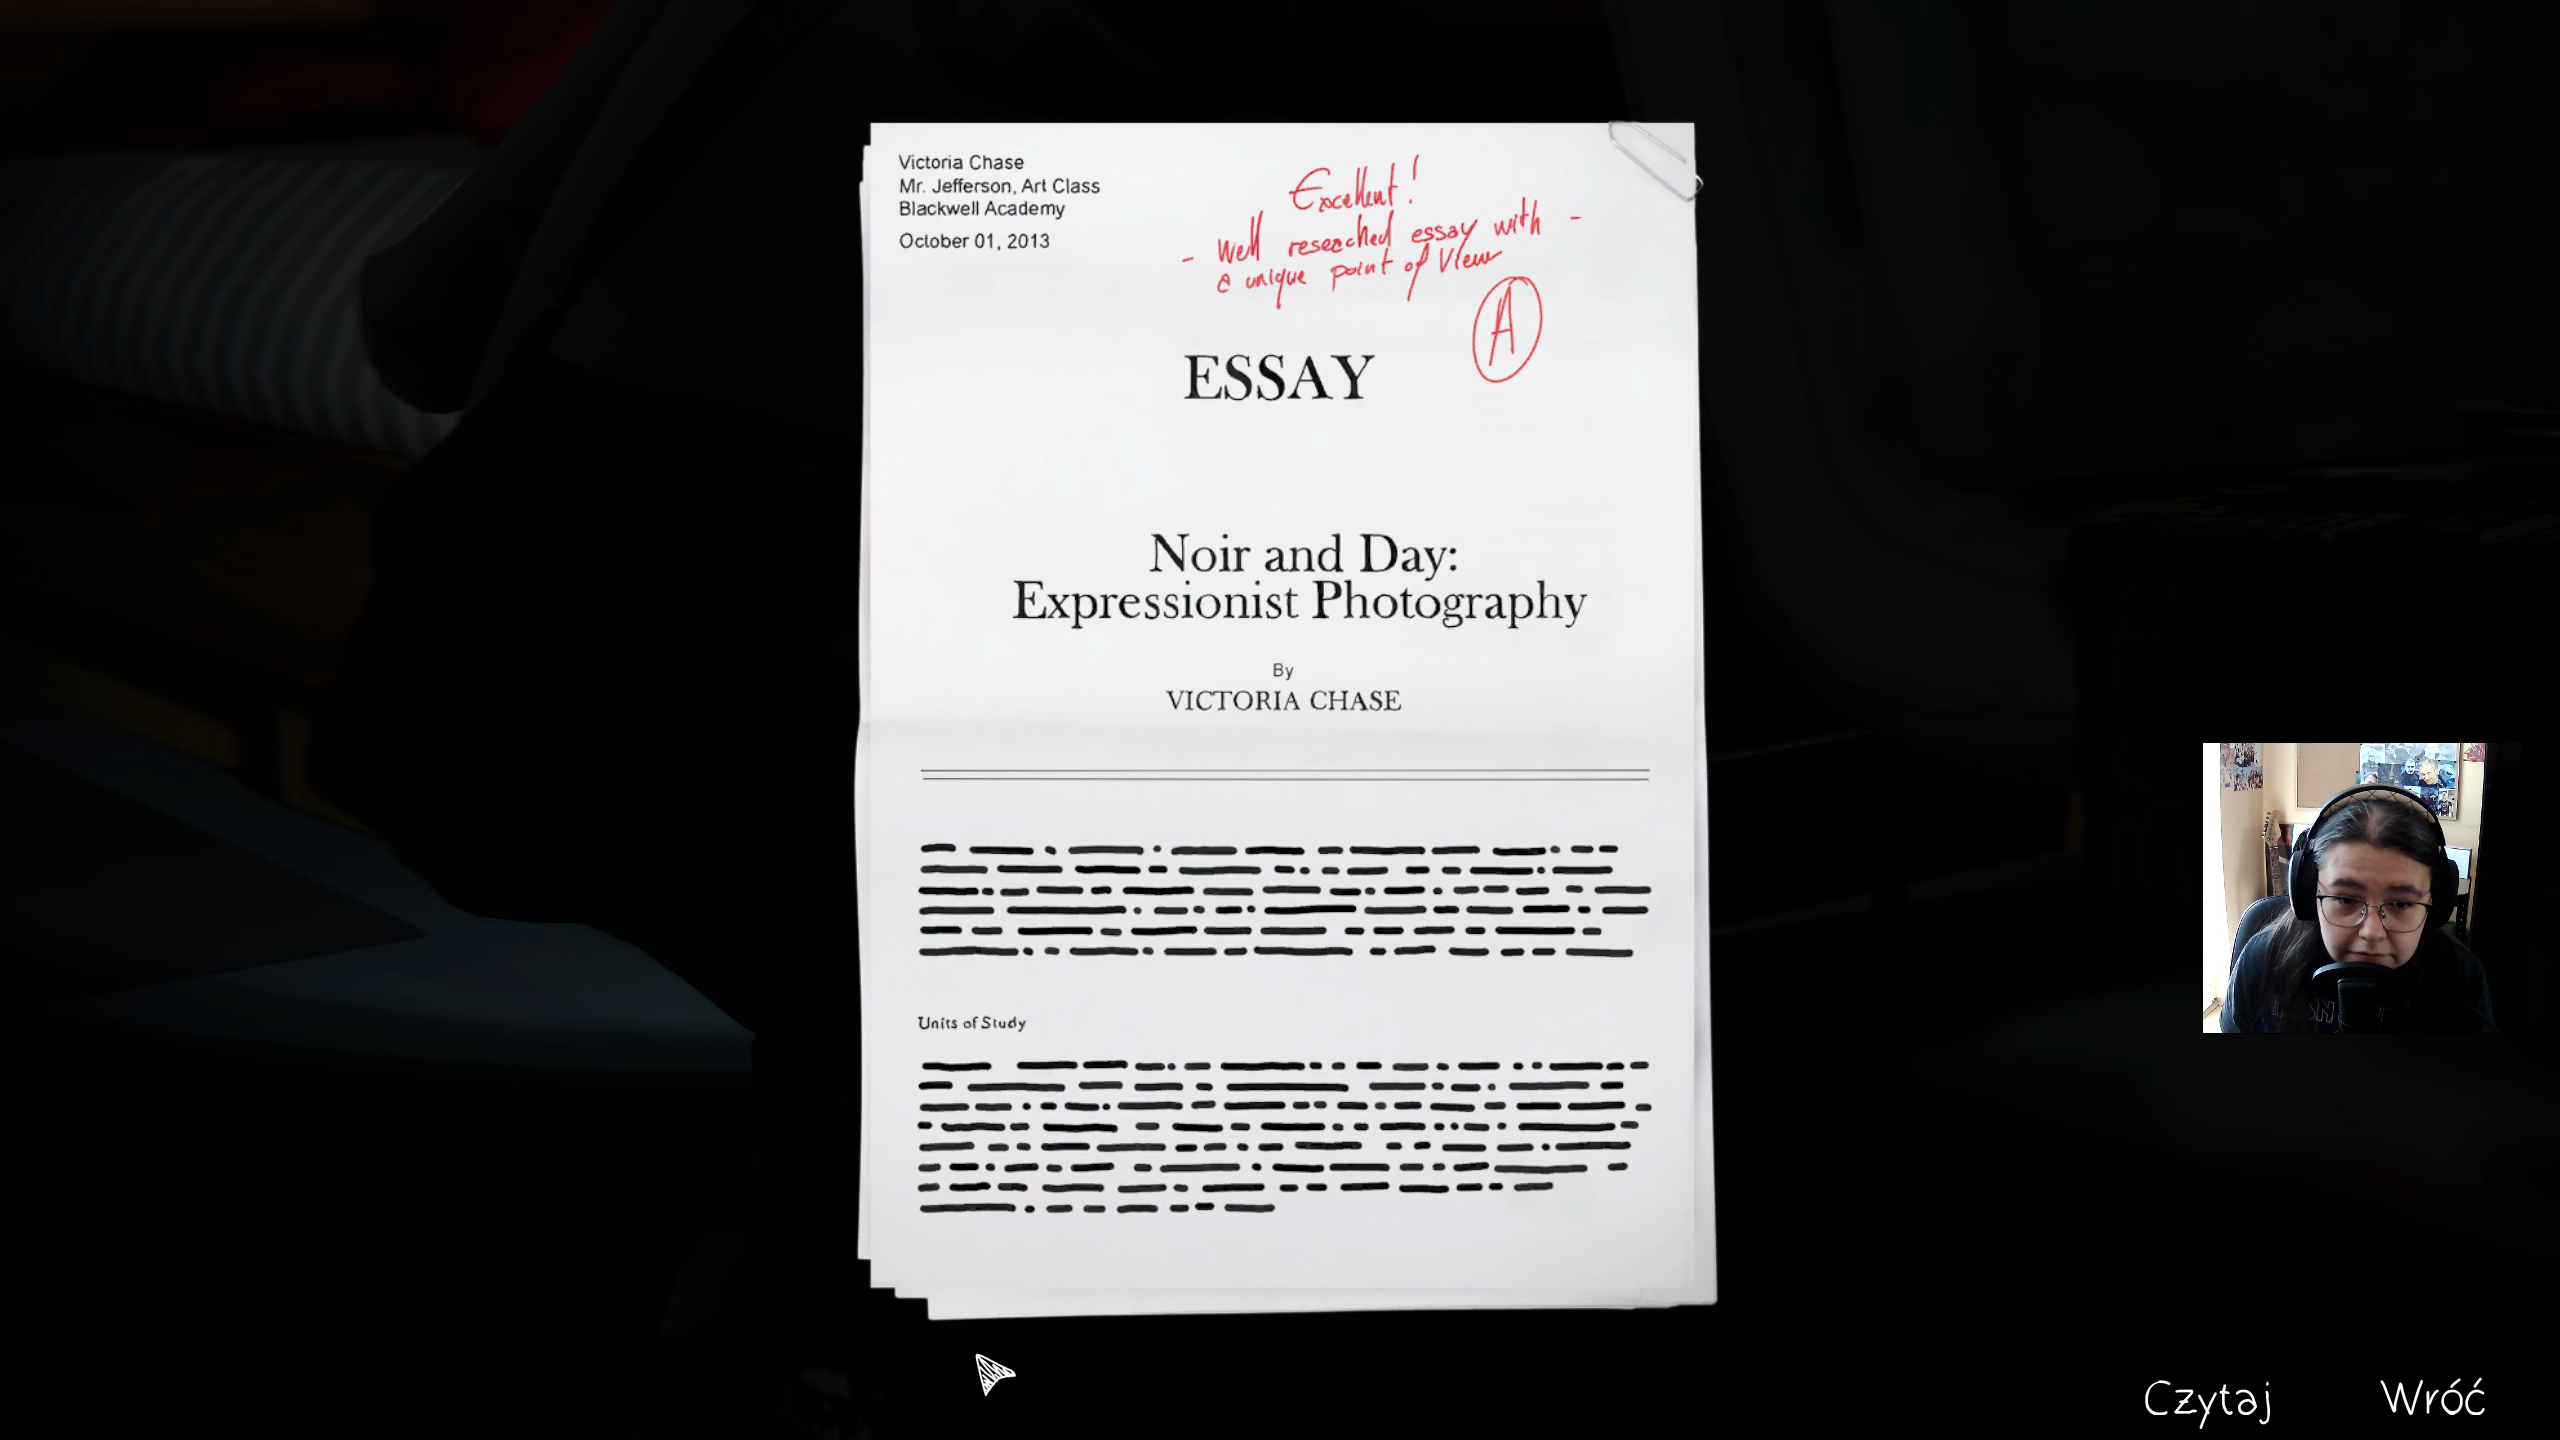 Victoria Chase
Mr. Jefferson, Art Class
Blackwell Academy
October 01, 2013
Excellent!
- Well reseached essay with -
a unique point of View
A
ESSAY
Noir and Day:
Expressionist Photography
By
VICTORIA CHASE
Units of Study
Czytaj
Wróć